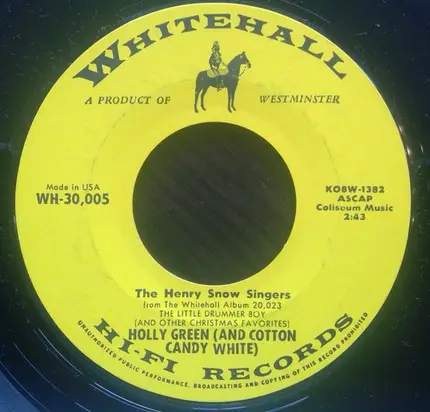 WHITEHALL
A PRODUCT OF WESTMINSTER
Made in USA
WH-30,005
KO8W-1382
ASCAP
Coliseum Music
2:43
The Henry Snow Singers
from The Whitehall Album 20,023
THE LITTLE DRUMMER BOY
(AND OTHER CHRISTMAS FAVORITES)
HOLLY GREEN (AND COTTON
CANDY WHITE)
HI-FI RECORDS
UNAUTHORIZED PUBLIC PERFORMANCE, BROADCASTING AND COPYING OF THIS RECORD PROHIBITED